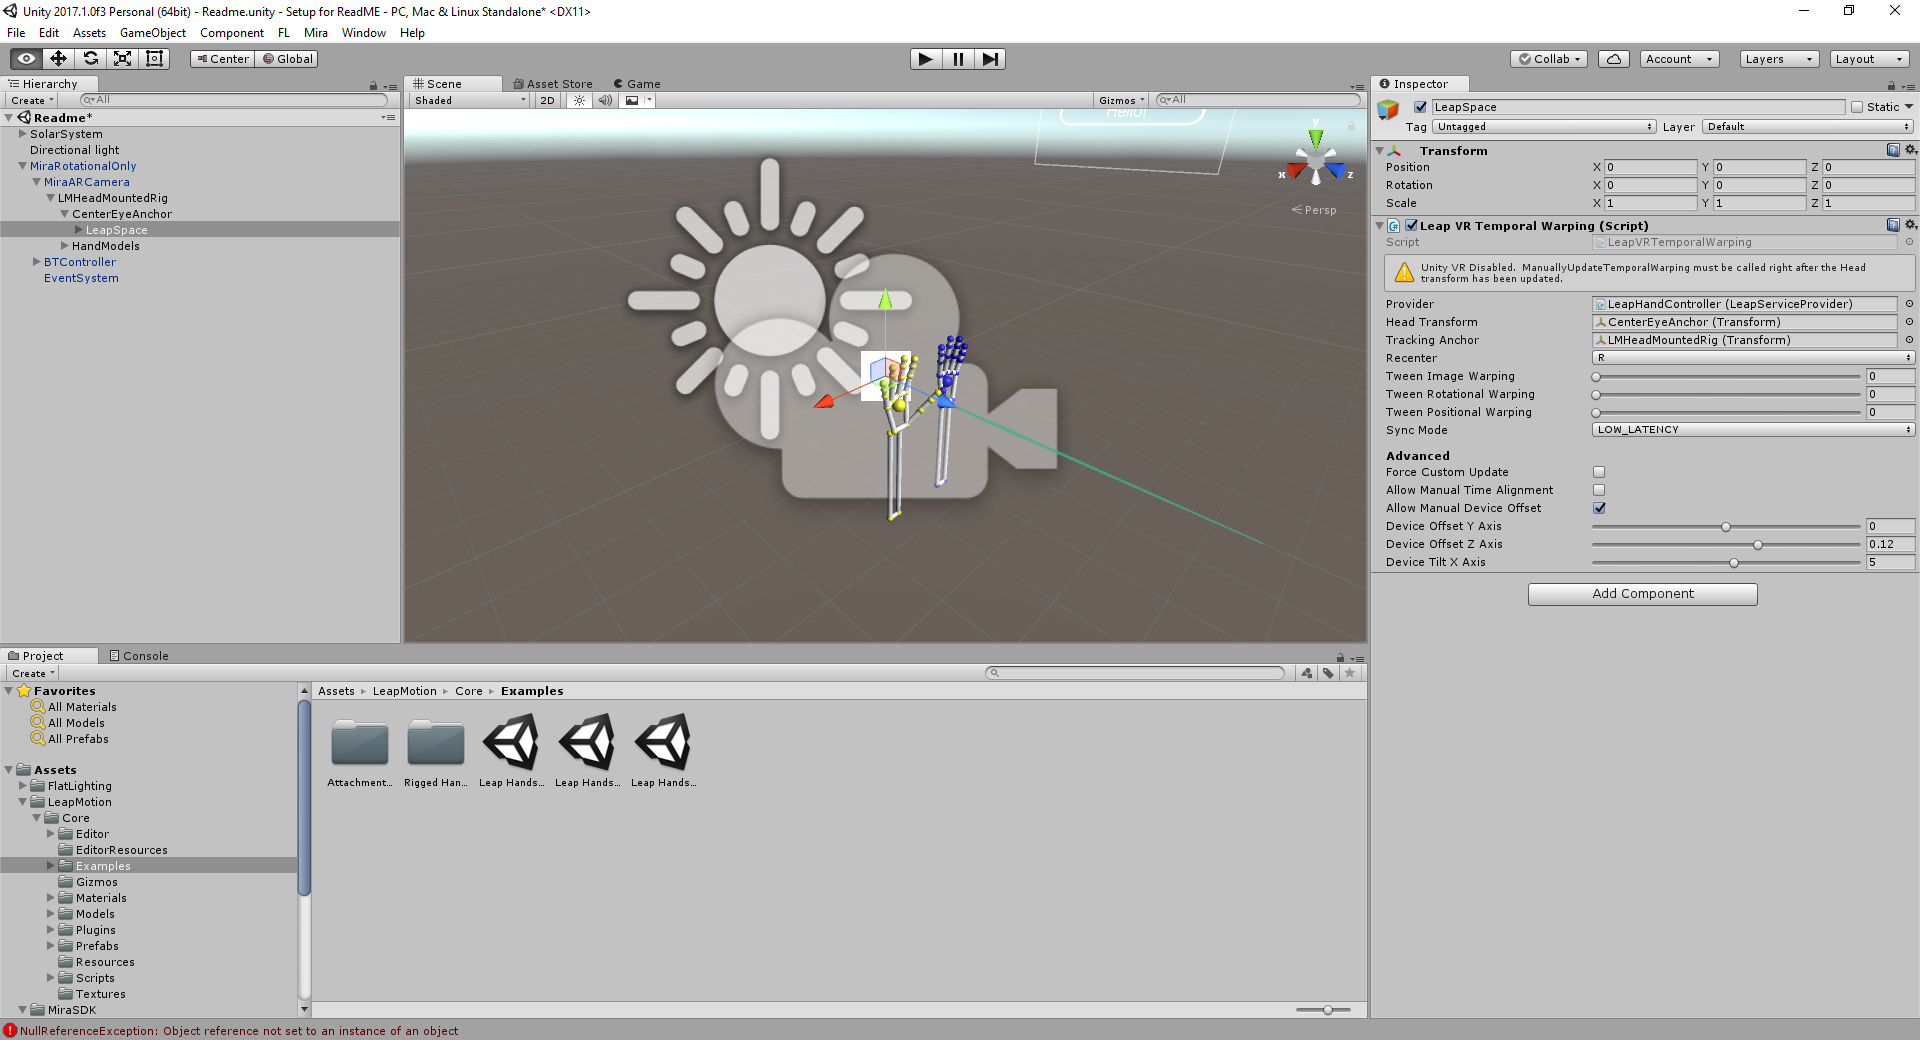 Unity 2017.1.0f3 Personal (64bit) - Readme.unity - Setup for ReadME - PC, Mac & Linux Standalone* <DX11>
File Edit Assets GameObject Component FL Mira Window Help
Center Global
Collab Account Layers Layout
Hierarchy
Create All
Readme*
SolarSystem
Directional light
MiraRotationalOnly
MiraARCamera
LMHeadMountedRig
CenterEyeAnchor
LeapSpace
HandModels
BTController
EventSystem
Scene Asset Store Game
Shaded 2D Gizmos All
Hello!
y
x z
Persp
Inspector
LeapSpace Static
Tag Untagged Layer Default
Transform
Position X 0 Y 0 Z 0
Rotation X 0 Y 0 Z 0
Scale X 1 Y 1 Z 1
Leap VR Temporal Warping (Script)
Script LeapVRTemporalWarping
Unity VR Disabled. ManuallyUpdateTemporalWarping must be called right after the Head
transform has been updated.
Provider LeapHandController (LeapServiceProvider)
Head Transform CenterEyeAnchor (Transform)
Tracking Anchor LMHeadMountedRig (Transform)
Recenter R
Tween Image Warping 0
Tween Rotational Warping 0
Tween Positional Warping 0
Sync Mode LOW_LATENCY
Advanced
Force Custom Update
Allow Manual Time Alignment
Allow Manual Device Offset
Device Offset Y Axis 0
Device Offset Z Axis 0.12
Device Tilt X Axis 5
Add Component
Project Console
Create
Favorites
All Materials
All Models
All Prefabs
Assets
FlatLighting
LeapMotion
Core
Editor
EditorResources
Examples
Gizmos
Materials
Models
Plugins
Prefabs
Resources
Scripts
Textures
MiraSDK
Assets LeapMotion Core Examples
Attachment... Rigged Han... Leap Hands... Leap Hands... Leap Hands...
NullReferenceException: Object reference not set to an instance of an object